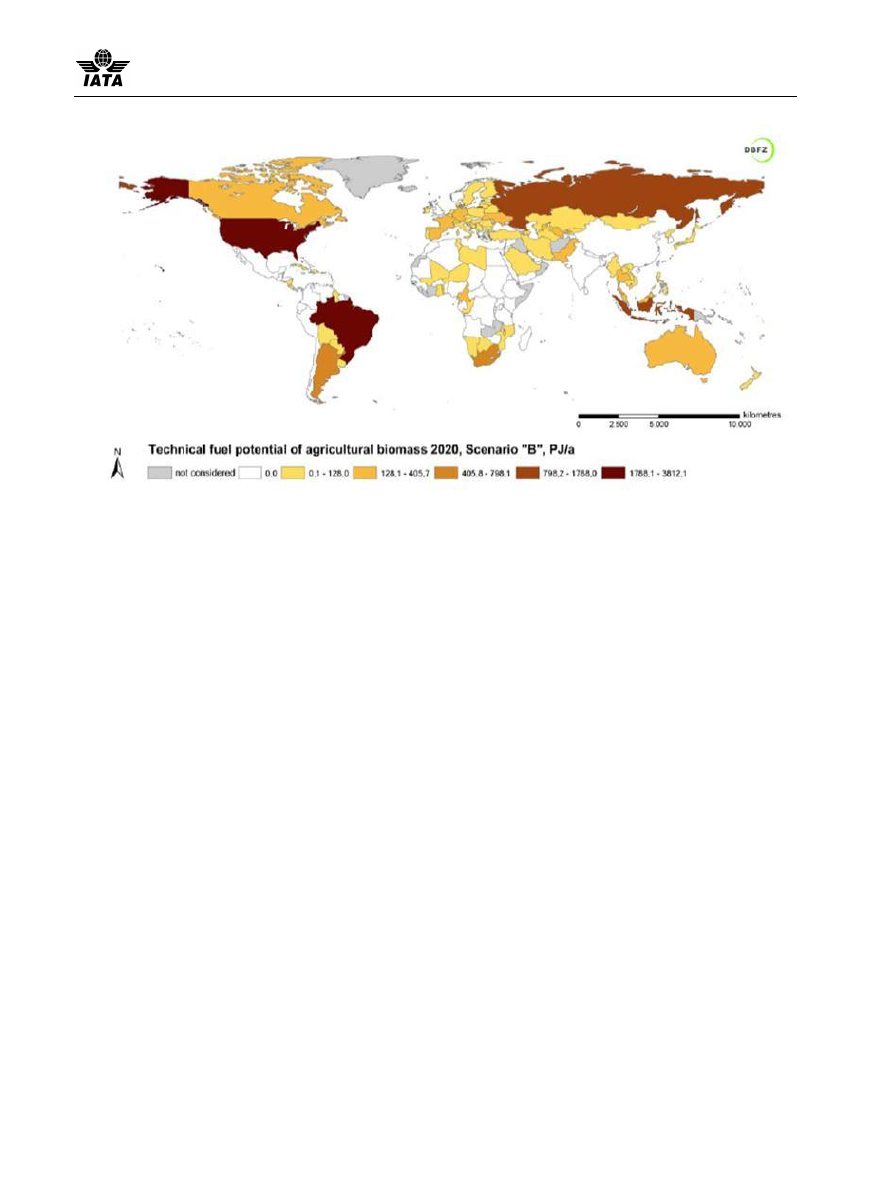 IATA
DBFZ
kilometres
0 2.500 5.000 10.000
N
Technical fuel potential of agricultural biomass 2020, Scenario "B", PJ/a
not considered 0,0 0,1 - 128,0 128,1 - 405,7 405,8 - 798,1 798,2 - 1788,0 1788,1 - 3812,1